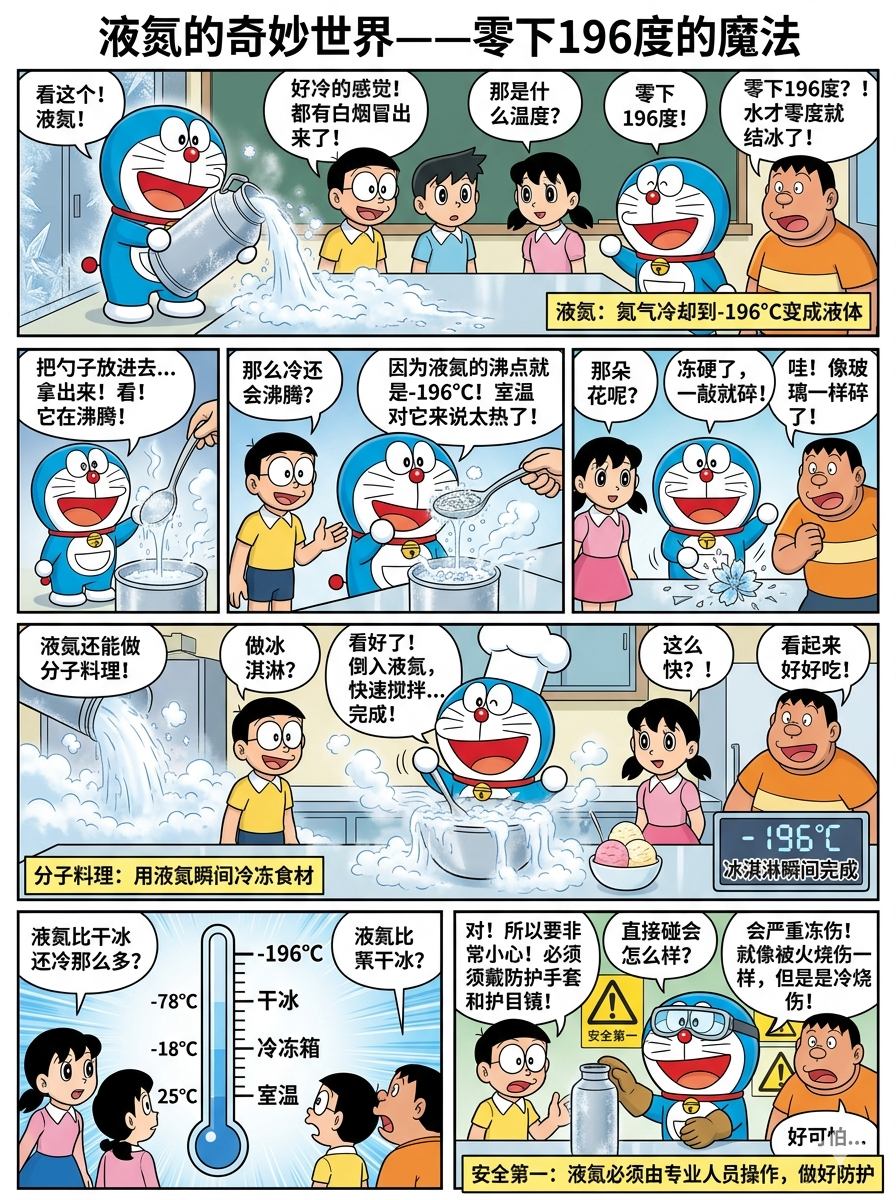 液氮的奇妙世界——零下196度的魔法
看这个！
液氮！
好冷的感觉！
都有白烟冒出
来了！
那是什
么温度？
零下
196度！
零下196度？！
水才零度就
结冰了！
液氮：氮气冷却到-196℃变成液体
把勺子放进去...
拿出来！看！
它在沸腾！
那么冷还
会沸腾？
因为液氮的沸点就
是-196℃！室温
对它来说太热了！
那朵
花呢？
冻硬了，
一敲就碎！
哇！像玻
璃一样碎
了！
液氮还能做
分子料理！
做冰
淇淋？
看好了！
倒入液氮，
快速搅拌...
完成！
这么
快？！
看起来
好好吃！
-196℃
冰淇淋瞬间完成
分子料理：用液氮瞬间冷冻食材
液氮比干冰
还冷那么多？
液氮比
干冰？
-196℃
-78℃
干冰
-18℃
冷冻箱
25℃
室温
对！所以要非
常小心！必须
须戴防护手套
和护目镜！
直接碰会
怎么样？
会严重冻伤！
就像被火烧伤一
样，但是是冷烧
伤！
安全第一
好可怕...
安全第一：液氮必须由专业人员操作，做好防护